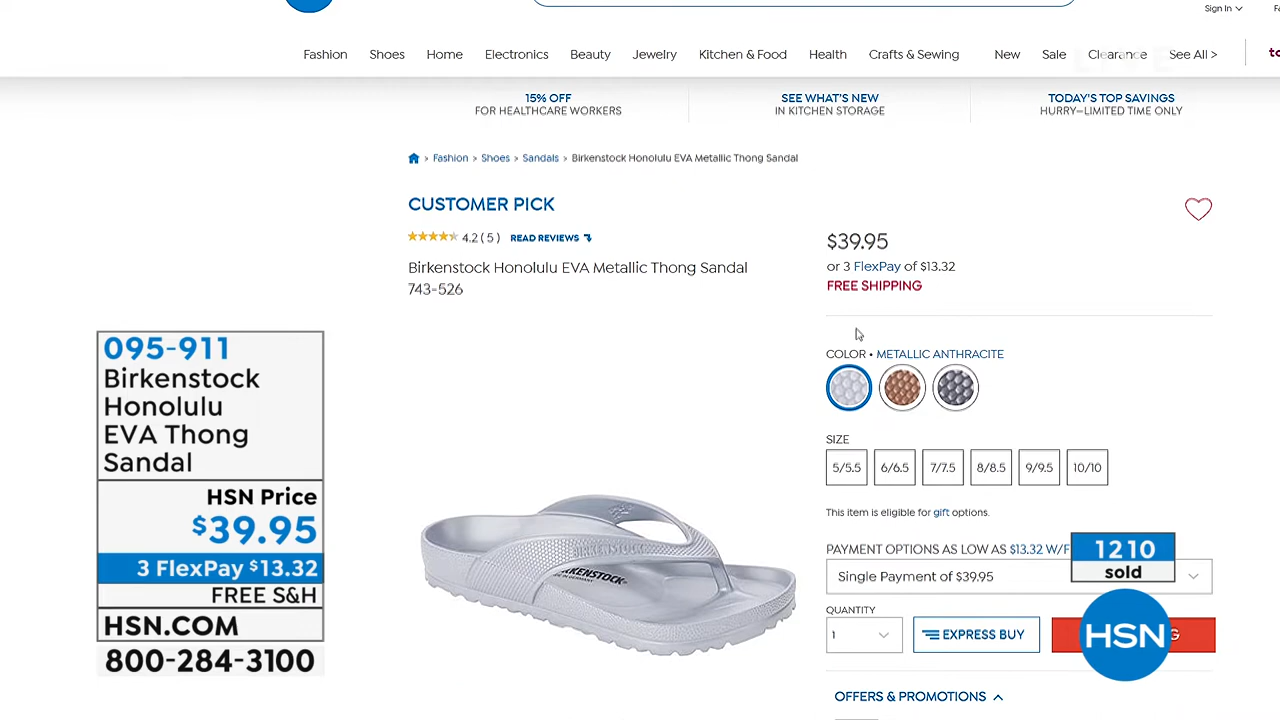 Sign In
Fashion Shoes Home Electronics Beauty Jewelry Kitchen & Food Health Crafts & Sewing New Sale Clearance See All >
15% OFF
FOR HEALTHCARE WORKERS
SEE WHAT'S NEW
IN KITCHEN STORAGE
TODAY'S TOP SAVINGS
HURRY—LIMITED TIME ONLY
> Fashion > Shoes > Sandals > Birkenstock Honolulu EVA Metallic Thong Sandal
CUSTOMER PICK
4.2 ( 5 ) READ REVIEWS
Birkenstock Honolulu EVA Metallic Thong Sandal
743-526
$39.95
or 3 FlexPay of $13.32
FREE SHIPPING
COLOR • METALLIC ANTHRACITE
SIZE
5/5.5 6/6.5 7/7.5 8/8.5 9/9.5 10/10
This item is eligible for gift options.
PAYMENT OPTIONS AS LOW AS $13.32 W/F
Single Payment of $39.95
QUANTITY
1
EXPRESS BUY
OFFERS & PROMOTIONS
1210
sold
HSN
095-911
Birkenstock
Honolulu
EVA Thong
Sandal
HSN Price
$39.95
3 FlexPay $13.32
FREE S&H
HSN.COM
800-284-3100
BIRKENSTOCK